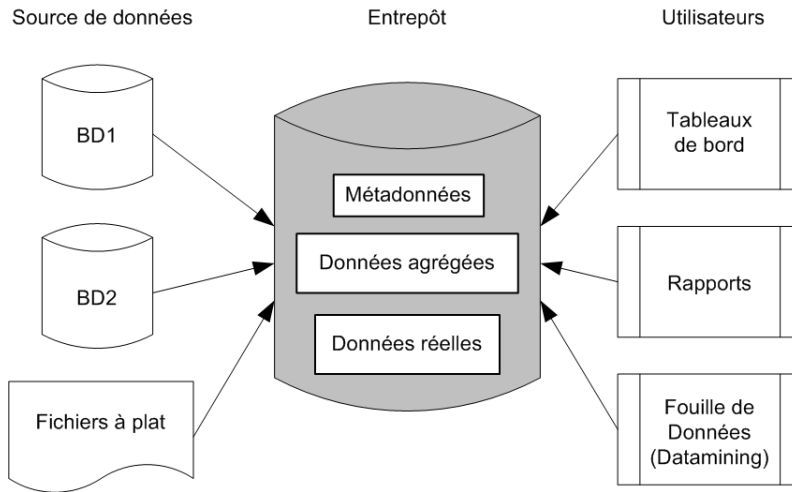 Source de données
Entrepôt
Utilisateurs
BD1
BD2
Fichiers à plat
Métadonnées
Données agrégées
Données réelles
Tableaux
de bord
Rapports
Fouille de
Données
(Datamining)